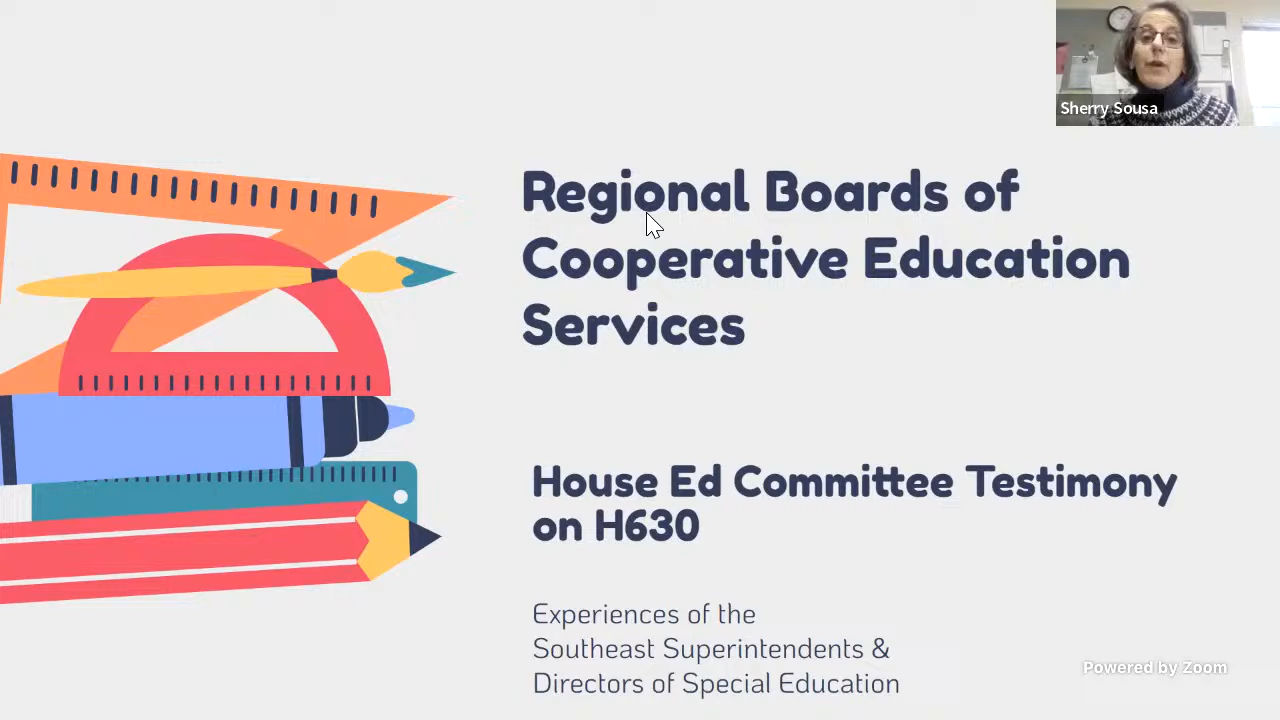 Sherry Sousa
Regional Boards of
Cooperative Education
Services
House Ed Committee Testimony
on H630
Experiences of the
Southeast Superintendents &
Directors of Special Education
Powered by Zoom